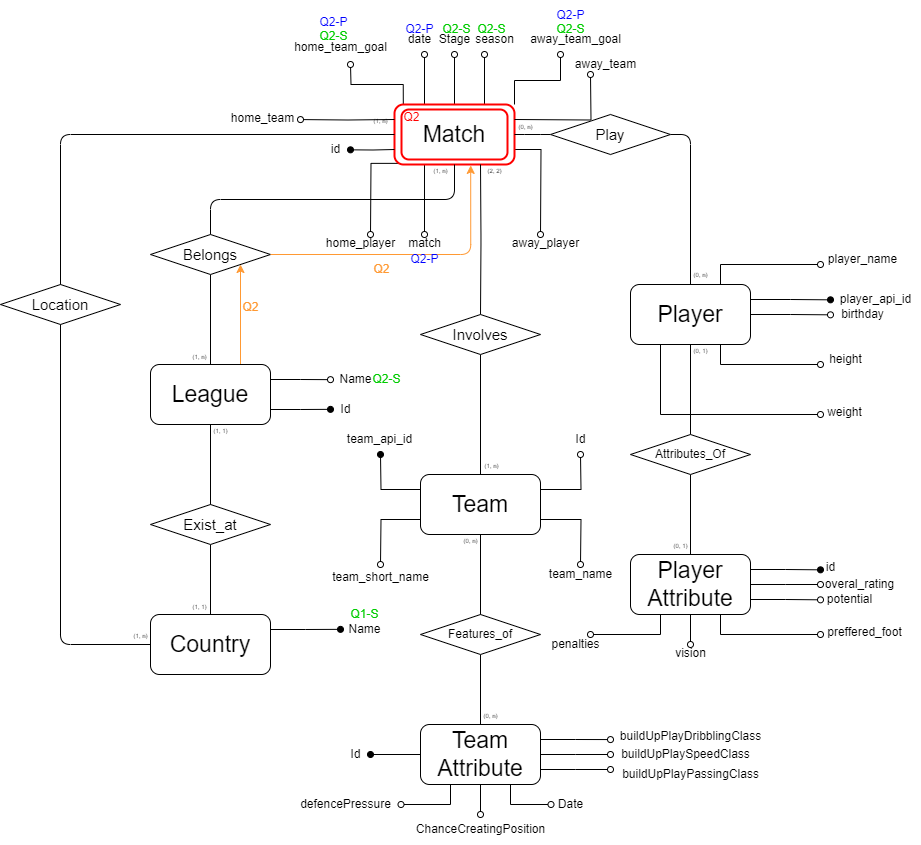 Q2-P
Q2-S
home_team_goal
Q2-P
date
Q2-S
Stage
Q2-S
season
Q2-P
Q2-S
away_team_goal
away_team
home_team
(1, n)
Q2
Match
(0, n)
Play
id
(1, n)
(2, 2)
home_player
match
Q2-P
away_player
Belongs
Q2
player_name
(0, n)
Location
Q2
Player
player_api_id
birthday
Involves
(1, n)
(0, 1)
height
League
Name Q2-S
Id
weight
(1, 1)
team_api_id
Id
Attributes_Of
(1, n)
Team
Exist_at
(0, n)
(0, 1)
team_short_name
team_name
Player
Attribute
id
overal_rating
potential
(1, 1)
Q1-S
(1, n)
Country
Name
Features_of
penalties
vision
preffered_foot
(0, n)
Team
Attribute
Id
buildUpPlayDribblingClass
buildUpPlaySpeedClass
buildUpPlayPassingClass
defencePressure
Date
ChanceCreatingPosition